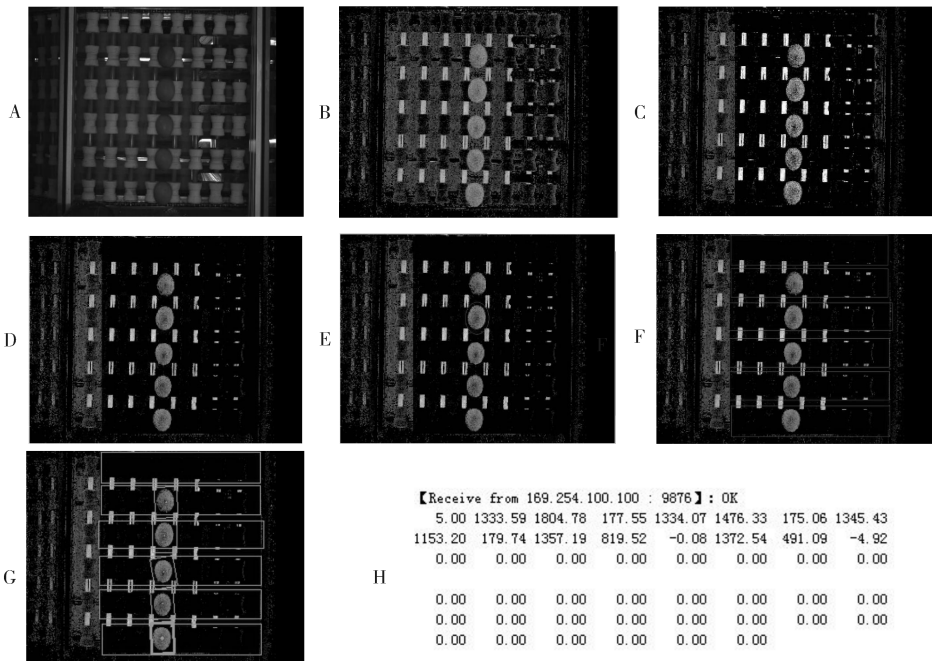 A
B
C
D
E
F
G
H
【Receive from 169.254.100.100 : 9876】: OK
5.00 1333.59 1804.78 177.55 1334.07 1476.33 175.06 1345.43
1153.20 179.74 1357.19 819.52 -0.08 1372.54 491.09 -4.92
0.00 0.00 0.00 0.00 0.00 0.00 0.00 0.00
0.00 0.00 0.00 0.00 0.00 0.00 0.00 0.00
0.00 0.00 0.00 0.00 0.00 0.00 0.00 0.00
0.00 0.00 0.00 0.00 0.00 0.00